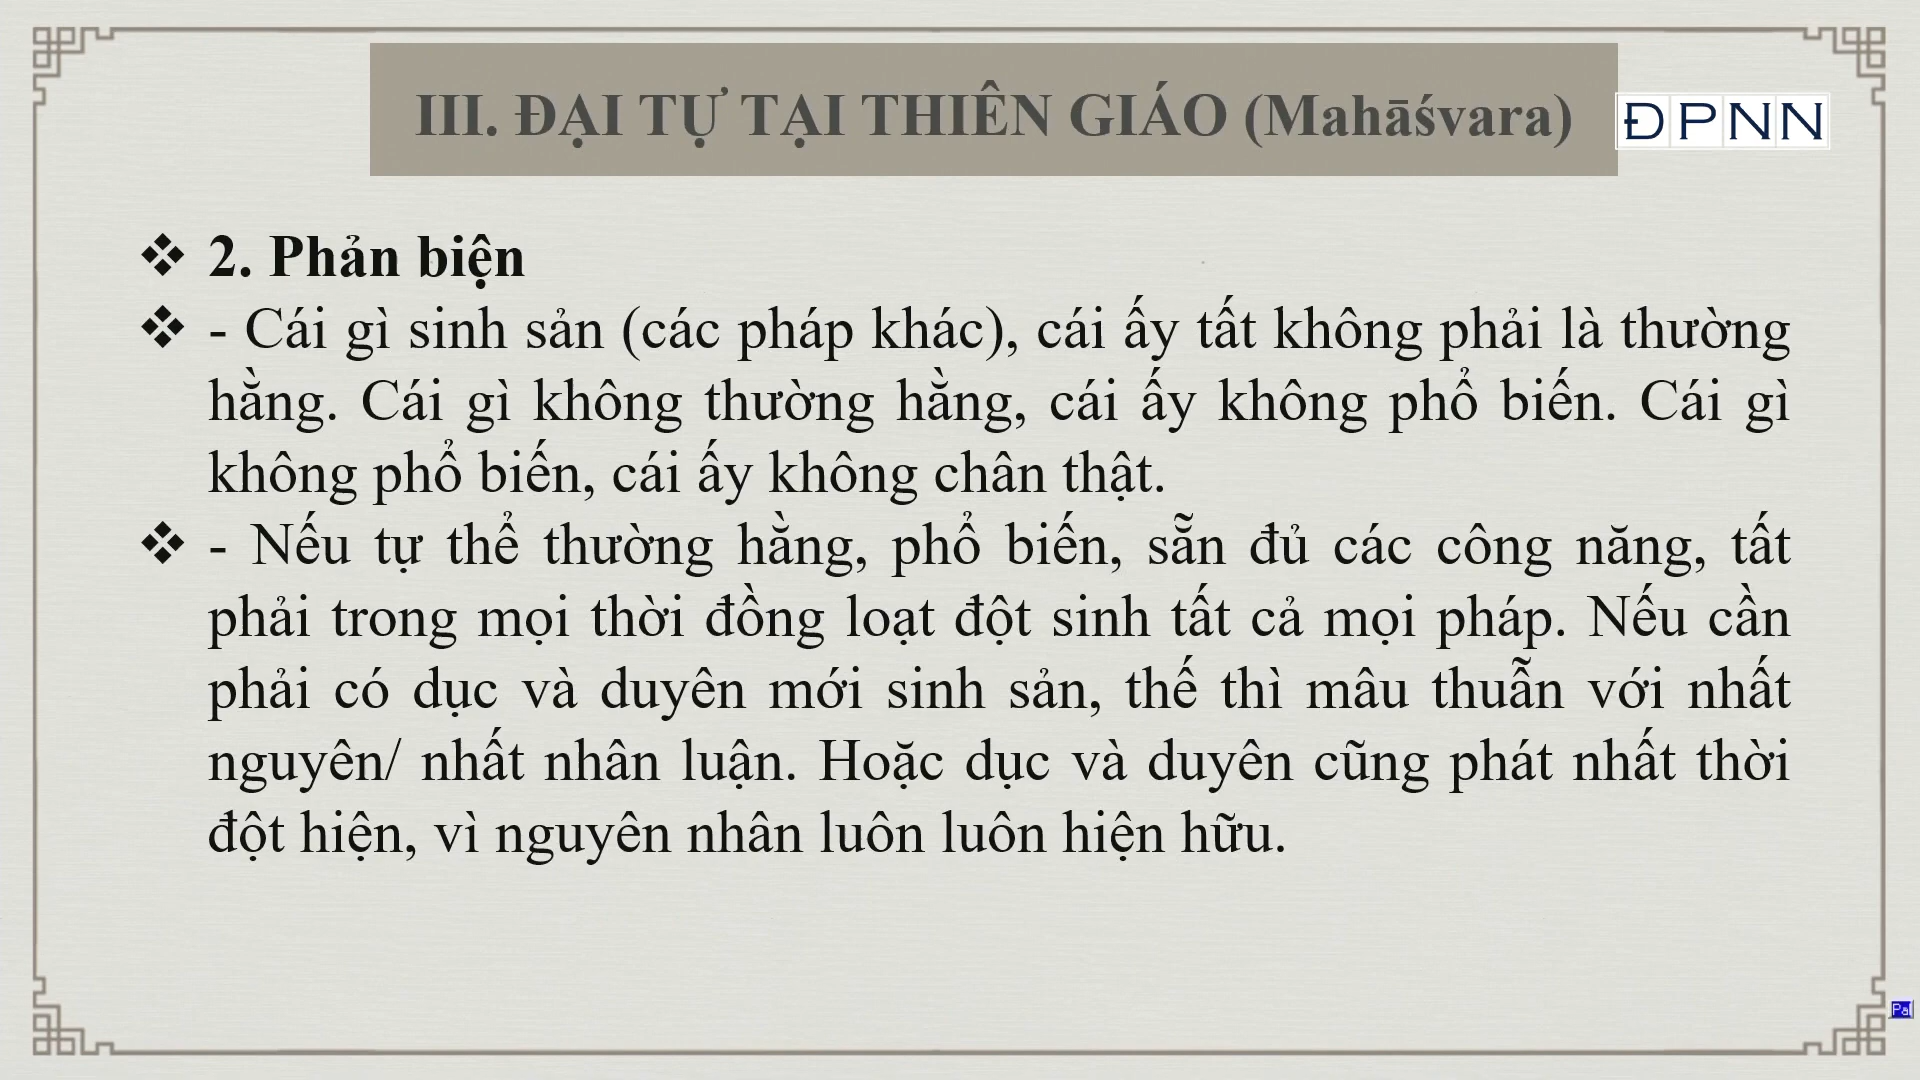 III. ĐẠI TỰ TẠI THIÊN GIÁO (Mahāśvara)
ĐPNN
❖ 2. Phản biện
❖ - Cái gì sinh sản (các pháp khác), cái ấy tất không phải là thường
hằng. Cái gì không thường hằng, cái ấy không phổ biến. Cái gì
không phổ biến, cái ấy không chân thật.
❖ - Nếu tự thể thường hằng, phổ biến, sẵn đủ các công năng, tất
phải trong mọi thời đồng loạt đột sinh tất cả mọi pháp. Nếu cần
phải có dục và duyên mới sinh sản, thế thì mâu thuẫn với nhất
nguyên/ nhất nhân luận. Hoặc dục và duyên cũng phát nhất thời
đột hiện, vì nguyên nhân luôn luôn hiện hữu.